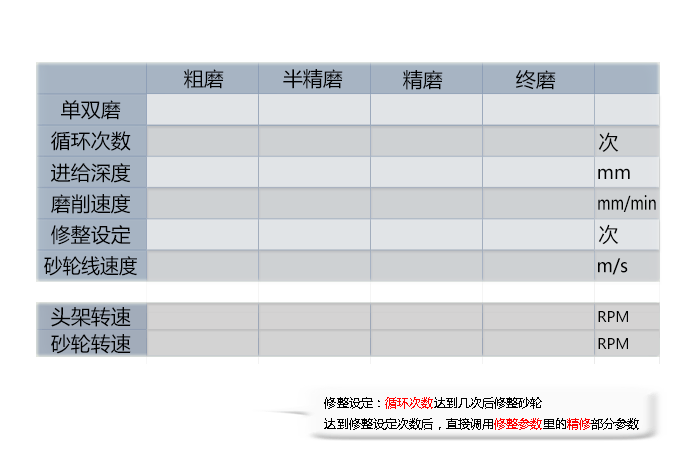 粗磨 半精磨 精磨 终磨
单双磨
循环次数 次
进给深度 mm
磨削速度 mm/min
修整设定 次
砂轮线速度 m/s
头架转速 RPM
砂轮转速 RPM
修整设定：循环次数达到几次后修整砂轮
达到修整设定次数后，直接调用修整参数里的精修部分参数